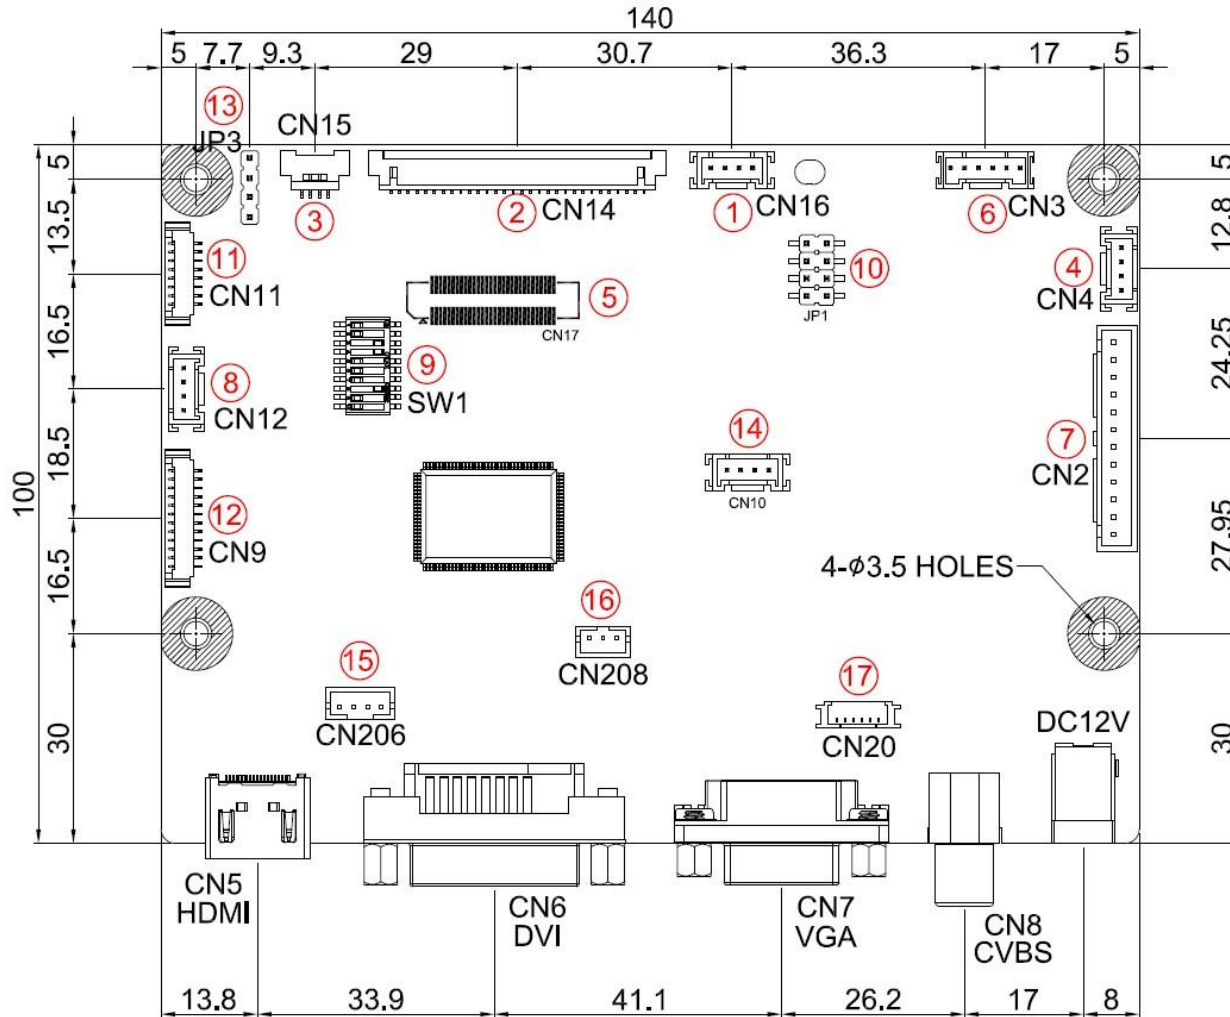 140
5 7.7 9.3 29 30.7 36.3 17 5
13
JP3
CN15
5
3
2
CN14
1
CN16
6
CN3
5
13.5
11
CN11
5
CN17
10
JP1
4
CN4
12.8
16.5
8
CN12
9
SW1
24.25
100
18.5
12
CN9
14
CN10
7
CN2
16.5
4-ϕ3.5 HOLES
27.95
16
CN208
30
15
CN206
17
CN20
DC12V
30
CN5
HDMI
CN6
DVI
CN7
VGA
CN8
CVBS
13.8 33.9 41.1 26.2 17 8